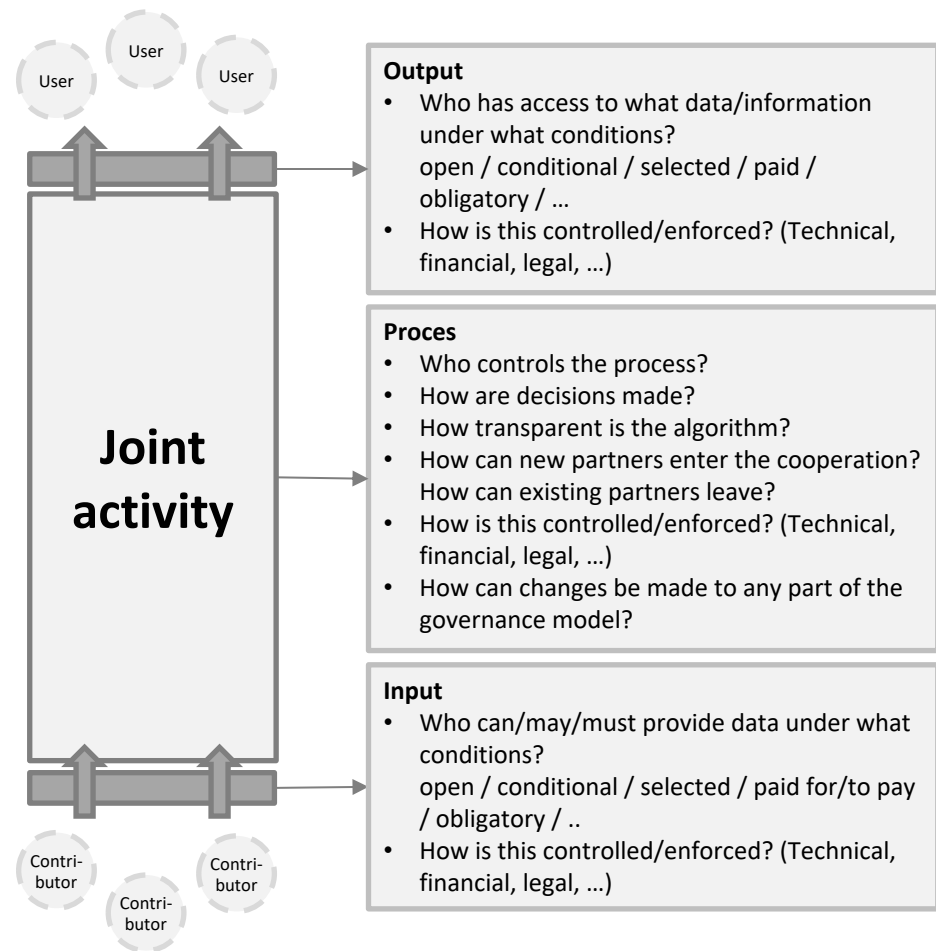 User
User
User
Output
• Who has access to what data/information
under what conditions?
open / conditional / selected / paid /
obligatory / …
• How is this controlled/enforced? (Technical,
financial, legal, …)
Joint
activity
Proces
• Who controls the process?
• How are decisions made?
• How transparent is the algorithm?
• How can new partners enter the cooperation?
How can existing partners leave?
• How is this controlled/enforced? (Technical,
financial, legal, …)
• How can changes be made to any part of the
governance model?
Input
• Who can/may/must provide data under what
conditions?
open / conditional / selected / paid for/to pay
/ obligatory / ..
• How is this controlled/enforced? (Technical,
financial, legal, …)
Contri-
butor
Contri-
butor
Contri-
butor